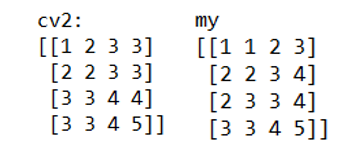 cv2: my
[[1 2 3 3] [[1 1 2 3]
[2 2 3 3] [2 2 3 4]
[3 3 4 4] [2 3 3 4]
[3 3 4 5]] [3 3 4 5]]